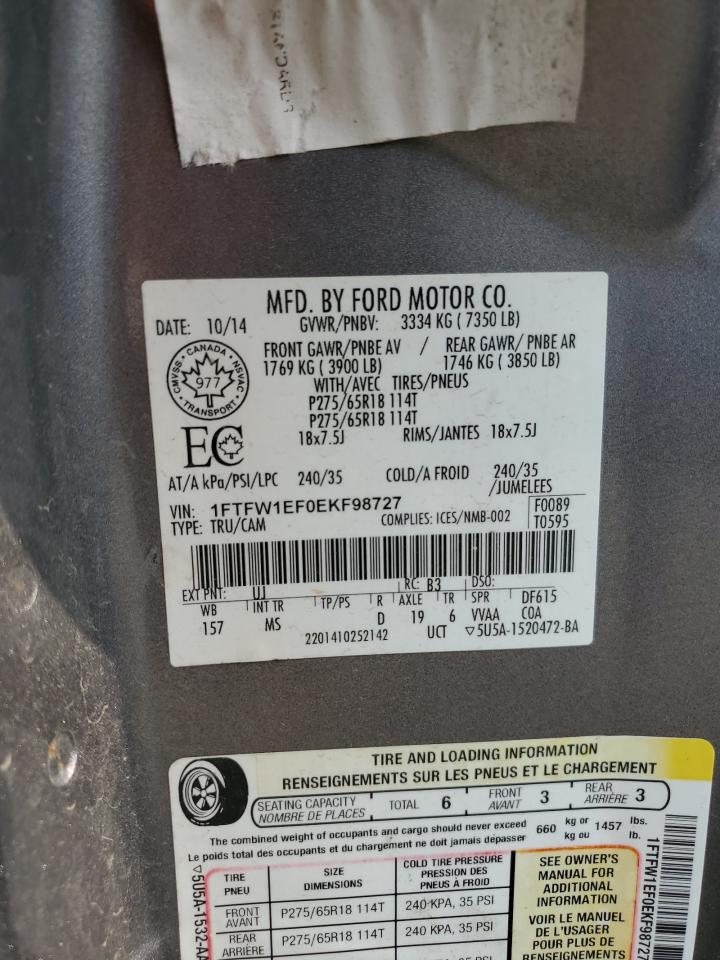 MFD. BY FORD MOTOR CO.
DATE: 10/14 GVWR/PNBV: 3334 KG ( 7350 LB)
FRONT GAWR/PNBE AV / REAR GAWR/ PNBE AR
1769 KG ( 3900 LB) 1746 KG ( 3850 LB)
WITH/AVEC TIRES/PNEUS
P275/65R18 114T
P275/65R18 114T
18x7.5J RIMS/JANTES 18x7.5J
CANADA
CMVSS NSVAC
977
TRANSPORT
EC
AT/A kPa/PSI/LPC 240/35 COLD/A FROID 240/35
/JUMELEES
VIN: 1FTFW1EF0EKF98727 F0089
TYPE: TRU/CAM COMPLIES: ICES/NMB-002 T0595
EXT PNT: UJ RC: B3 DSO:
WB INT TR TP/PS R AXLE TR SPR DF615
157 MS D 19 6 VVAA COA
2201410252142 UCT ▽5U5A-1520472-BA
TIRE AND LOADING INFORMATION
RENSEIGNEMENTS SUR LES PNEUS ET LE CHARGEMENT
SEATING CAPACITY
NOMBRE DE PLACES
TOTAL 6
FRONT
AVANT 3
REAR
ARRIÈRE 3
The combined weight of occupants and cargo should never exceed
Le poids total des occupants et du chargement ne doit jamais dépasser
660 kg or 1457 lbs.
kg ou lb.
TIRE
PNEU
SIZE
DIMENSIONS
COLD TIRE PRESSURE
PRESSION DES
PNEUS À FROID
FRONT
AVANT
P275/65R18 114T 240 KPA, 35 PSI
REAR
ARRIÈRE
P275/65R18 114T 240 KPA, 35 PSI
SEE OWNER'S
MANUAL FOR
ADDITIONAL
INFORMATION
VOIR LE MANUEL
DE L'USAGER
POUR PLUS DE
RENSEIGNEMENTS
▽5U5A-1532-AA
1FTFW1EF0EKF98727